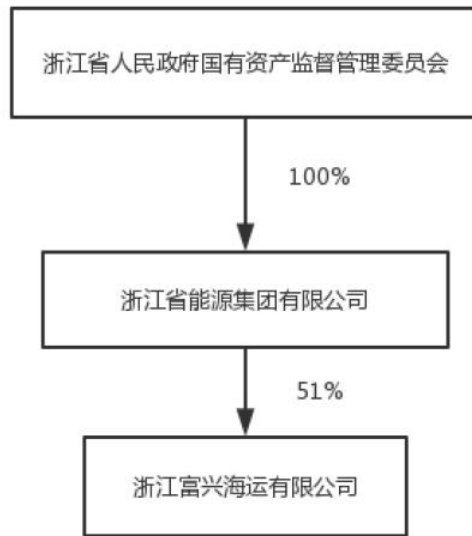 浙江省人民政府国有资产监督管理委员会
100%
浙江省能源集团有限公司
51%
浙江富兴海运有限公司